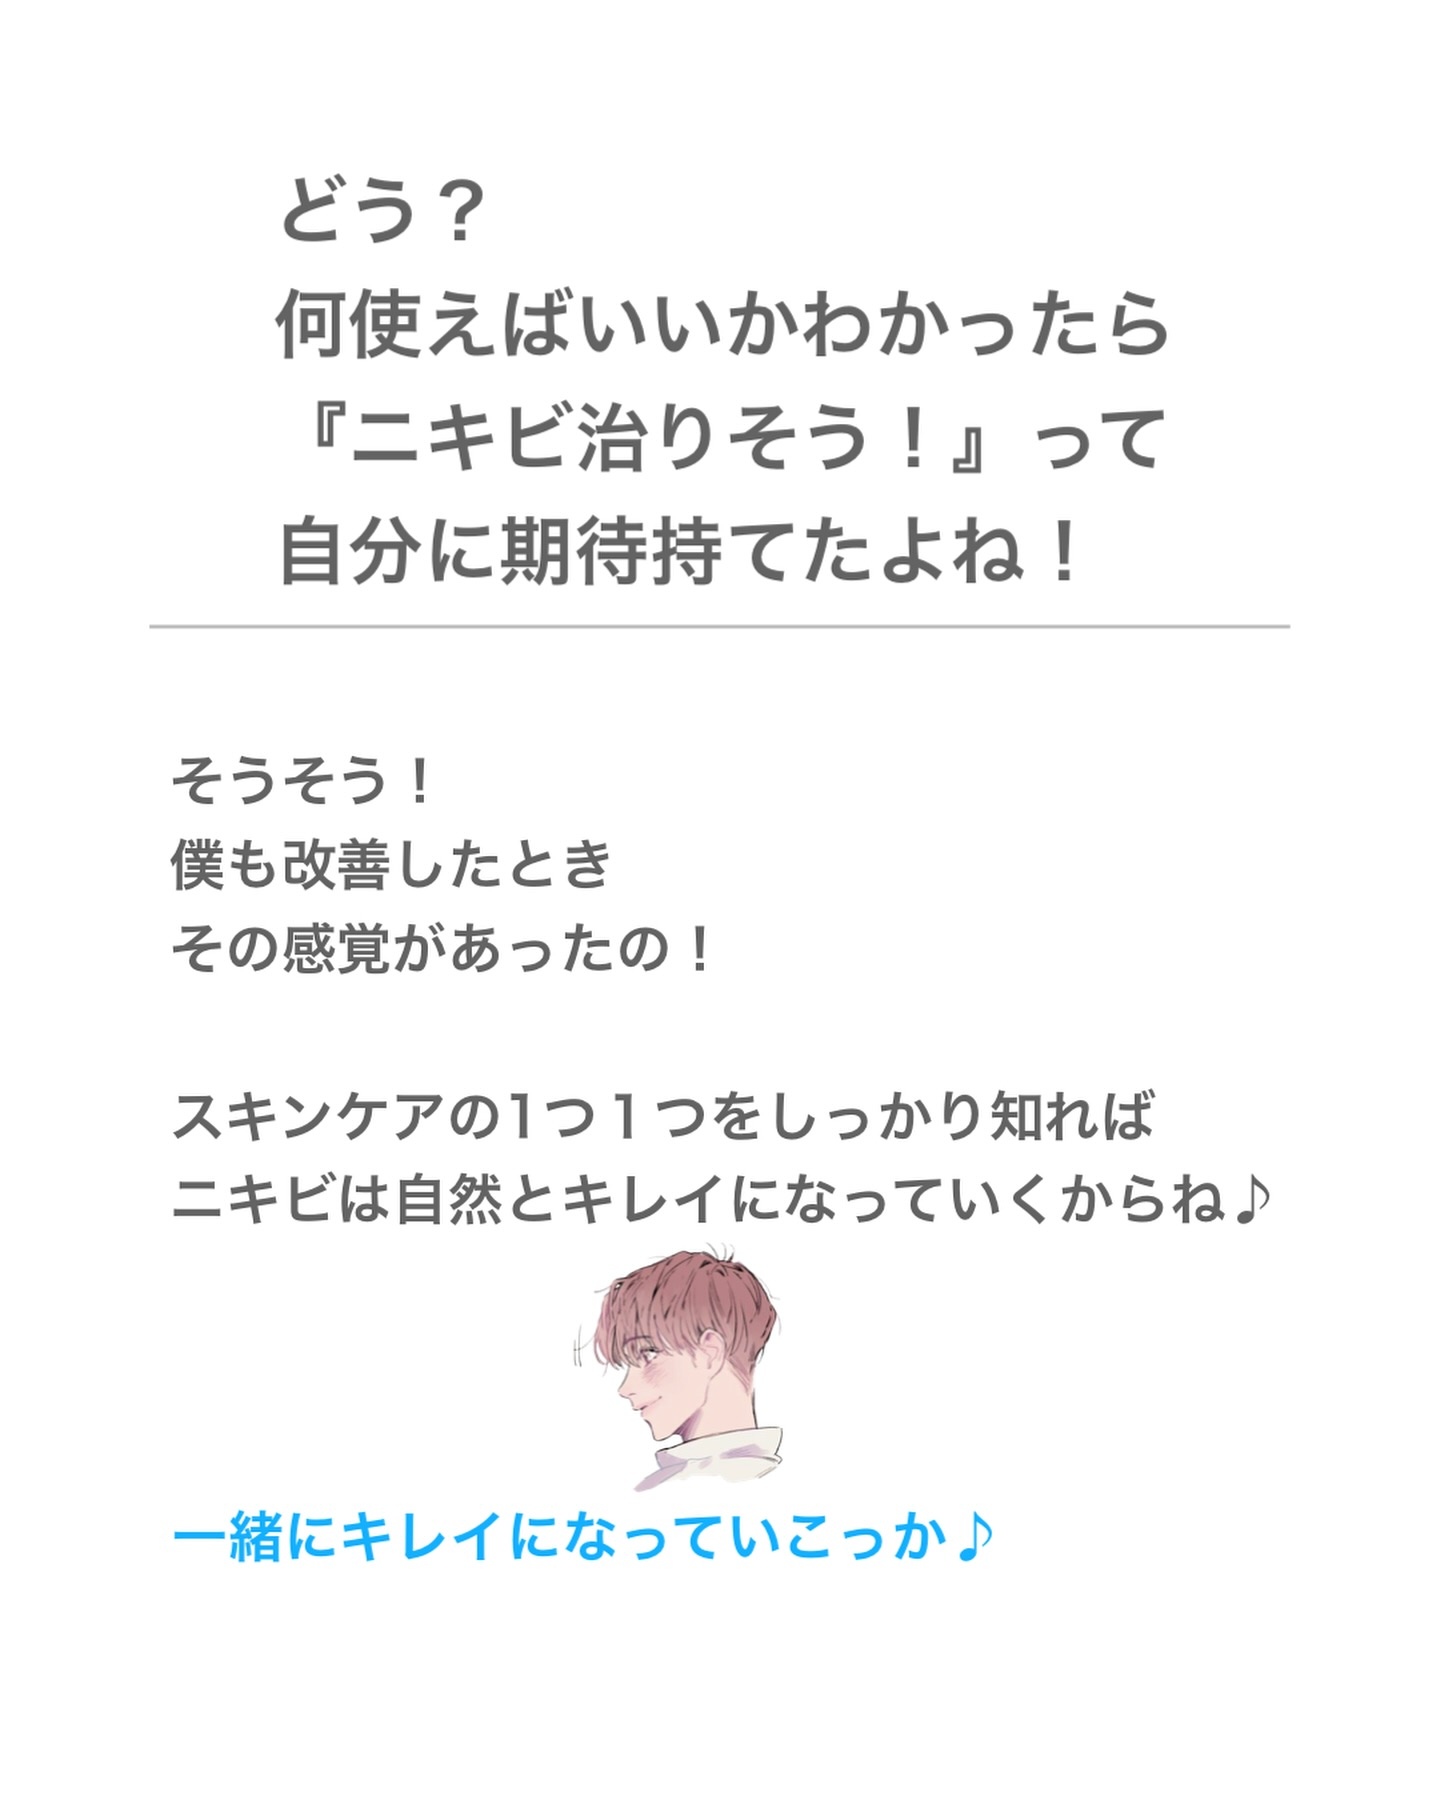 どう？
何使えばいいかわかったら
『ニキビ治りそう！』って
自分に期待持てたよね！
そうそう！
僕も改善したとき
その感覚があったの！
スキンケアの1つ１つをしっかり知れば
ニキビは自然とキレイになっていくからね♪
一緒にキレイになっていこっか♪